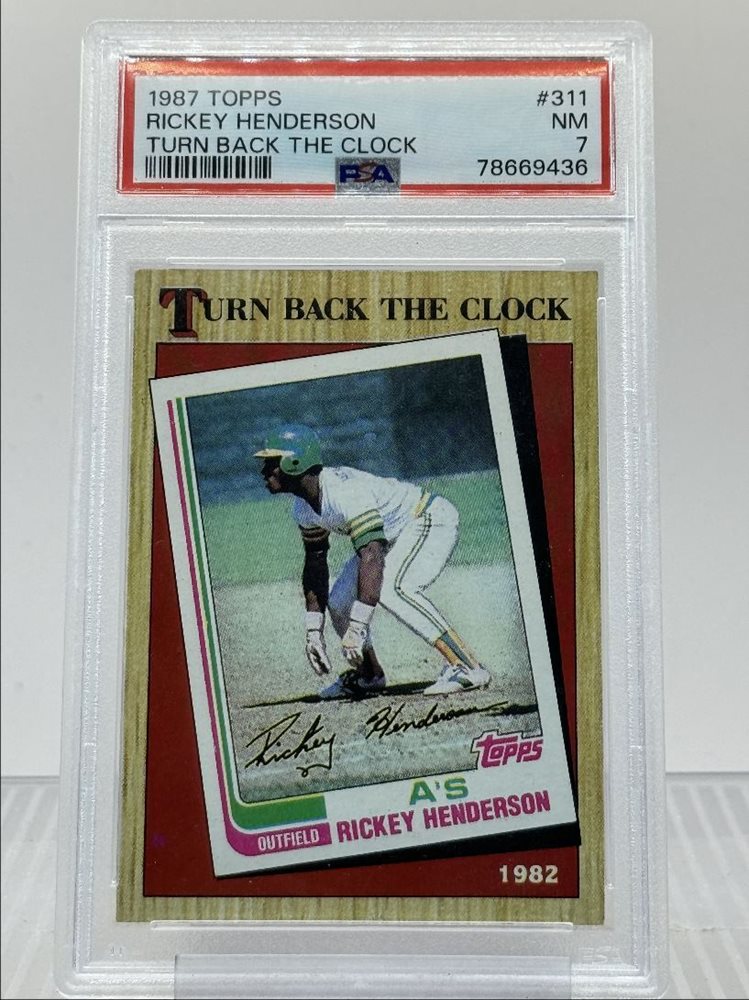 1987 TOPPS #311
RICKEY HENDERSON NM
TURN BACK THE CLOCK 7
PSA 78669436
TURN BACK THE CLOCK
Rickey Henderson
TOPPS
A'S
OUTFIELD RICKEY HENDERSON
1982